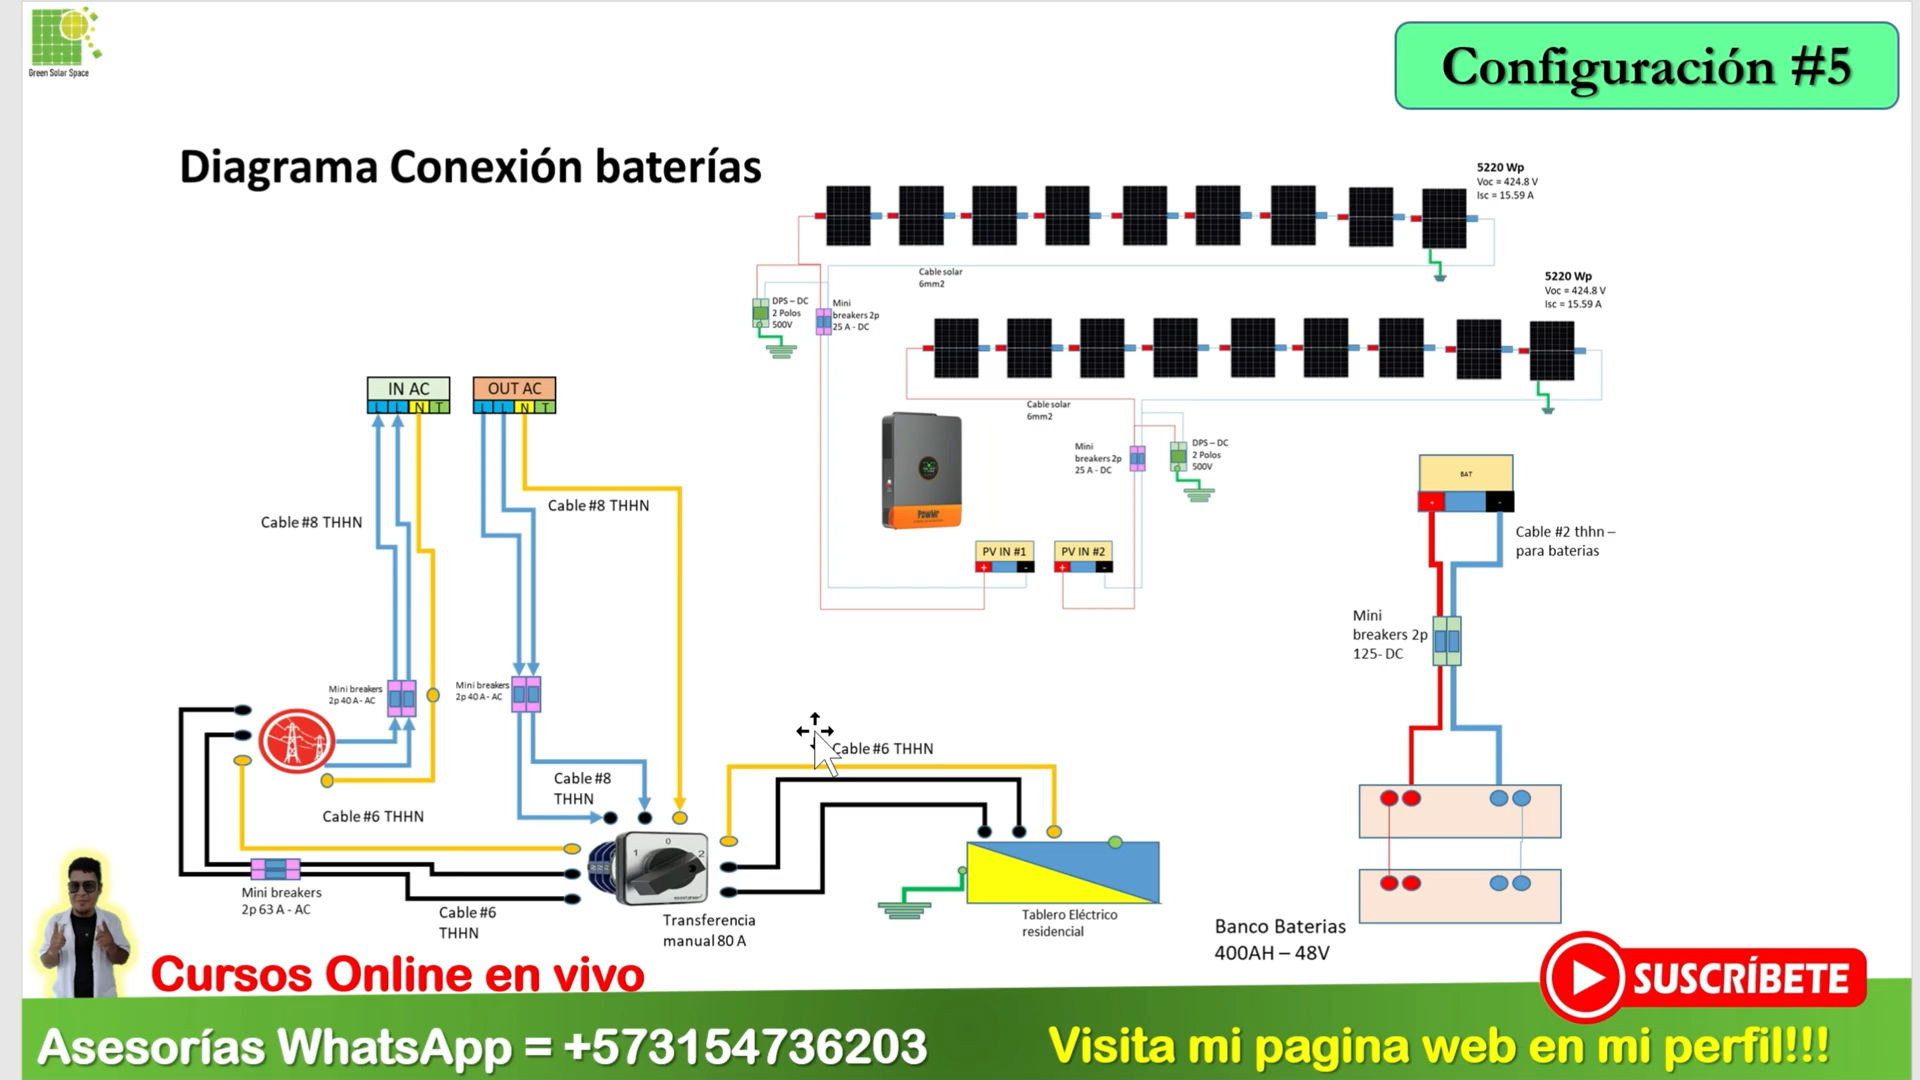 Green Solar Space
Configuración #5
Diagrama Conexión baterías
5220 Wp
Voc = 424.8 V
Isc = 15.59 A
Cable solar
6mm2
5220 Wp
Voc = 424.8 V
Isc = 15.59 A
DPS – DC
2 Polos
500V
Mini
breakers 2p
25 A - DC
Cable solar
6mm2
IN AC
L L N T
OUT AC
L L N T
Mini
breakers 2p
25 A - DC
DPS – DC
2 Polos
500V
BAT
+ -
Cable #8 THHN
Cable #8 THHN
PowMr
Cable #2 thhn –
para baterias
PV IN #1
+ -
PV IN #2
+ -
Mini
breakers 2p
125- DC
Mini breakers
2p 40 A - AC
Mini breakers
2p 40 A - AC
Cable #6 THHN
Cable #8
THHN
Cable #6 THHN
1 0 2
Mini breakers
2p 63 A - AC
Cable #6
THHN
Transferencia
manual 80 A
Tablero Eléctrico
residencial
Banco Baterias
400AH – 48V
Cursos Online en vivo
SUSCRÍBETE
Asesorías WhatsApp = +573154736203
Visita mi pagina web en mi perfil!!!